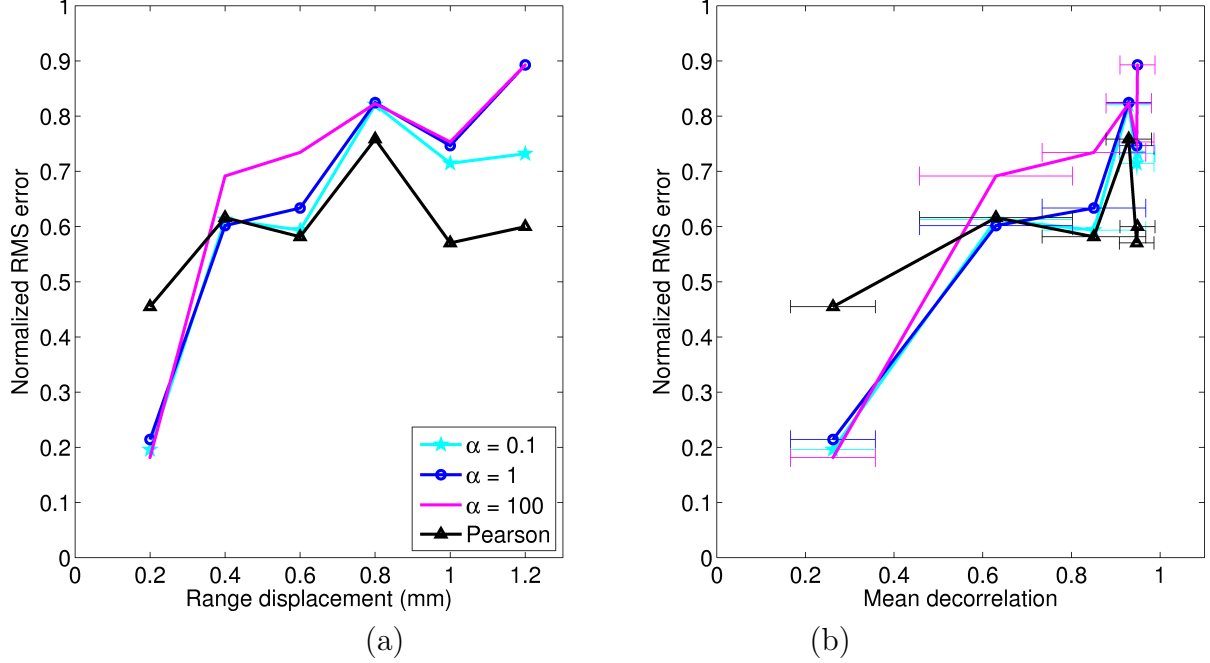 1
0.9
0.8
0.7
0.6
0.5
0.4
0.3
0.2
0.1
0
Normalized RMS error
0 0.2 0.4 0.6 0.8 1 1.2
Range displacement (mm)
α = 0.1
α = 1
α = 100
Pearson
(a)
1
0.9
0.8
0.7
0.6
0.5
0.4
0.3
0.2
0.1
0
Normalized RMS error
0 0.2 0.4 0.6 0.8 1
Mean decorrelation
(b)